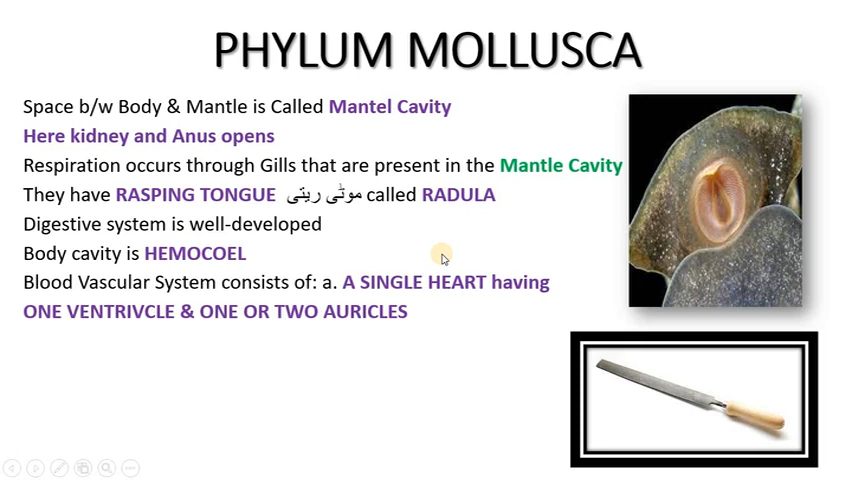 PHYLUM MOLLUSCA
Space b/w Body & Mantle is Called Mantel Cavity
Here kidney and Anus opens
Respiration occurs through Gills that are present in the Mantle Cavity
They have RASPING TONGUE موٹی ریتی called RADULA
Digestive system is well-developed
Body cavity is HEMOCOEL
Blood Vascular System consists of: a. A SINGLE HEART having
ONE VENTRIVCLE & ONE OR TWO AURICLES